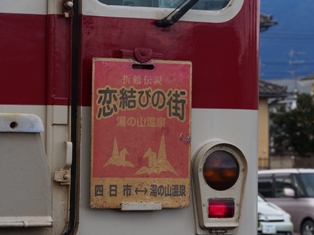 折鶴伝説
恋結びの街
湯の山温泉
四日市↔湯の山温泉